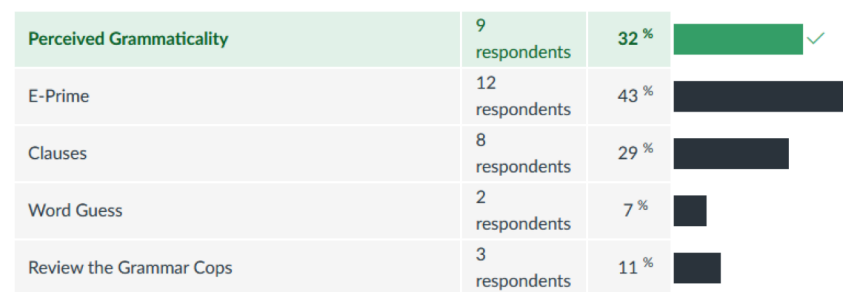 Perceived Grammaticality 9 respondents 32 %
E-Prime 12 respondents 43 %
Clauses 8 respondents 29 %
Word Guess 2 respondents 7 %
Review the Grammar Cops 3 respondents 11 %